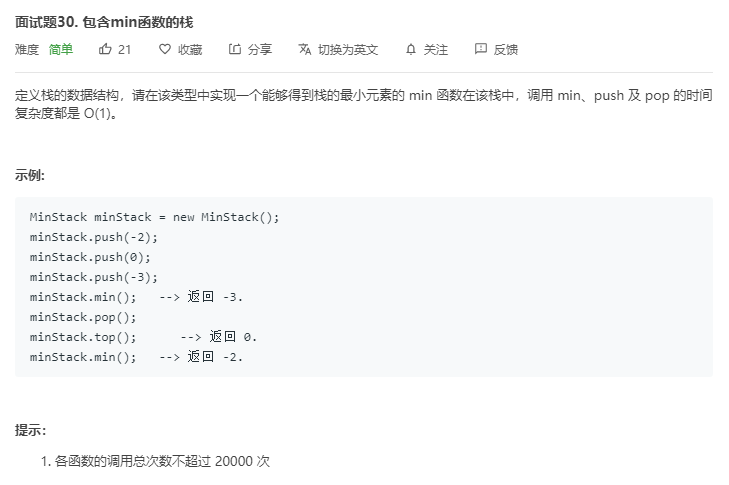 面试题30. 包含min函数的栈
难度 简单 21 收藏 分享 切换为英文 关注 反馈
定义栈的数据结构，请在该类型中实现一个能够得到栈的最小元素的 min 函数在该栈中，调用 min、push 及 pop 的时间
复杂度都是 O(1)。
示例:
MinStack minStack = new MinStack();
minStack.push(-2);
minStack.push(0);
minStack.push(-3);
minStack.min();   --> 返回 -3.
minStack.pop();
minStack.top();      --> 返回 0.
minStack.min();   --> 返回 -2.
提示：
1. 各函数的调用总次数不超过 20000 次